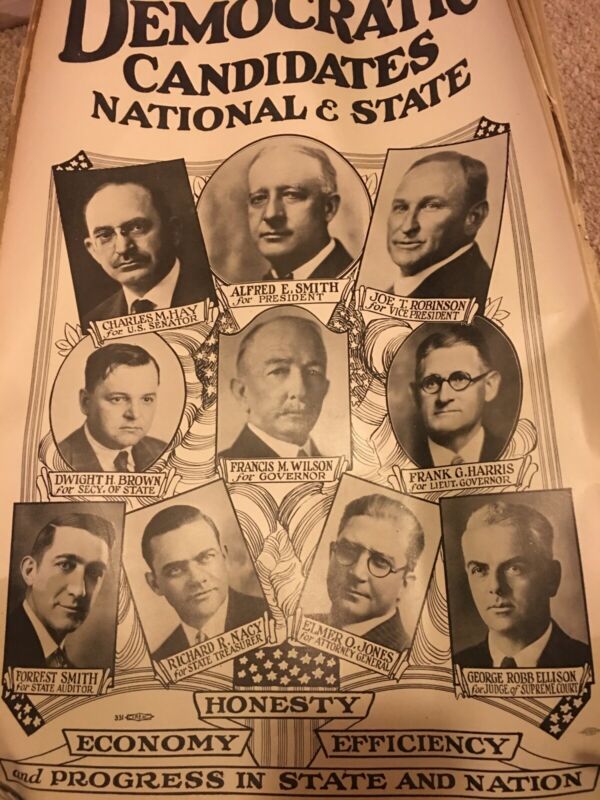 DEMOCRATIC
CANDIDATES
NATIONAL & STATE
CHARLES M. HAY
for U.S. SENATOR
ALFRED E. SMITH
for PRESIDENT
JOE T. ROBINSON
for VICE PRESIDENT
DWIGHT H. BROWN
for SECY. OF STATE
FRANCIS M. WILSON
for GOVERNOR
FRANK G. HARRIS
for LIEUT. GOVERNOR
FORREST SMITH
for STATE AUDITOR
RICHARD R. NACY
for STATE TREASURER
ELMER O. JONES
for ATTORNEY GENERAL
GEORGE ROBB ELLISON
for JUDGE of SUPREME COURT
HONESTY
331
ECONOMY EFFICIENCY
and PROGRESS IN STATE AND NATION